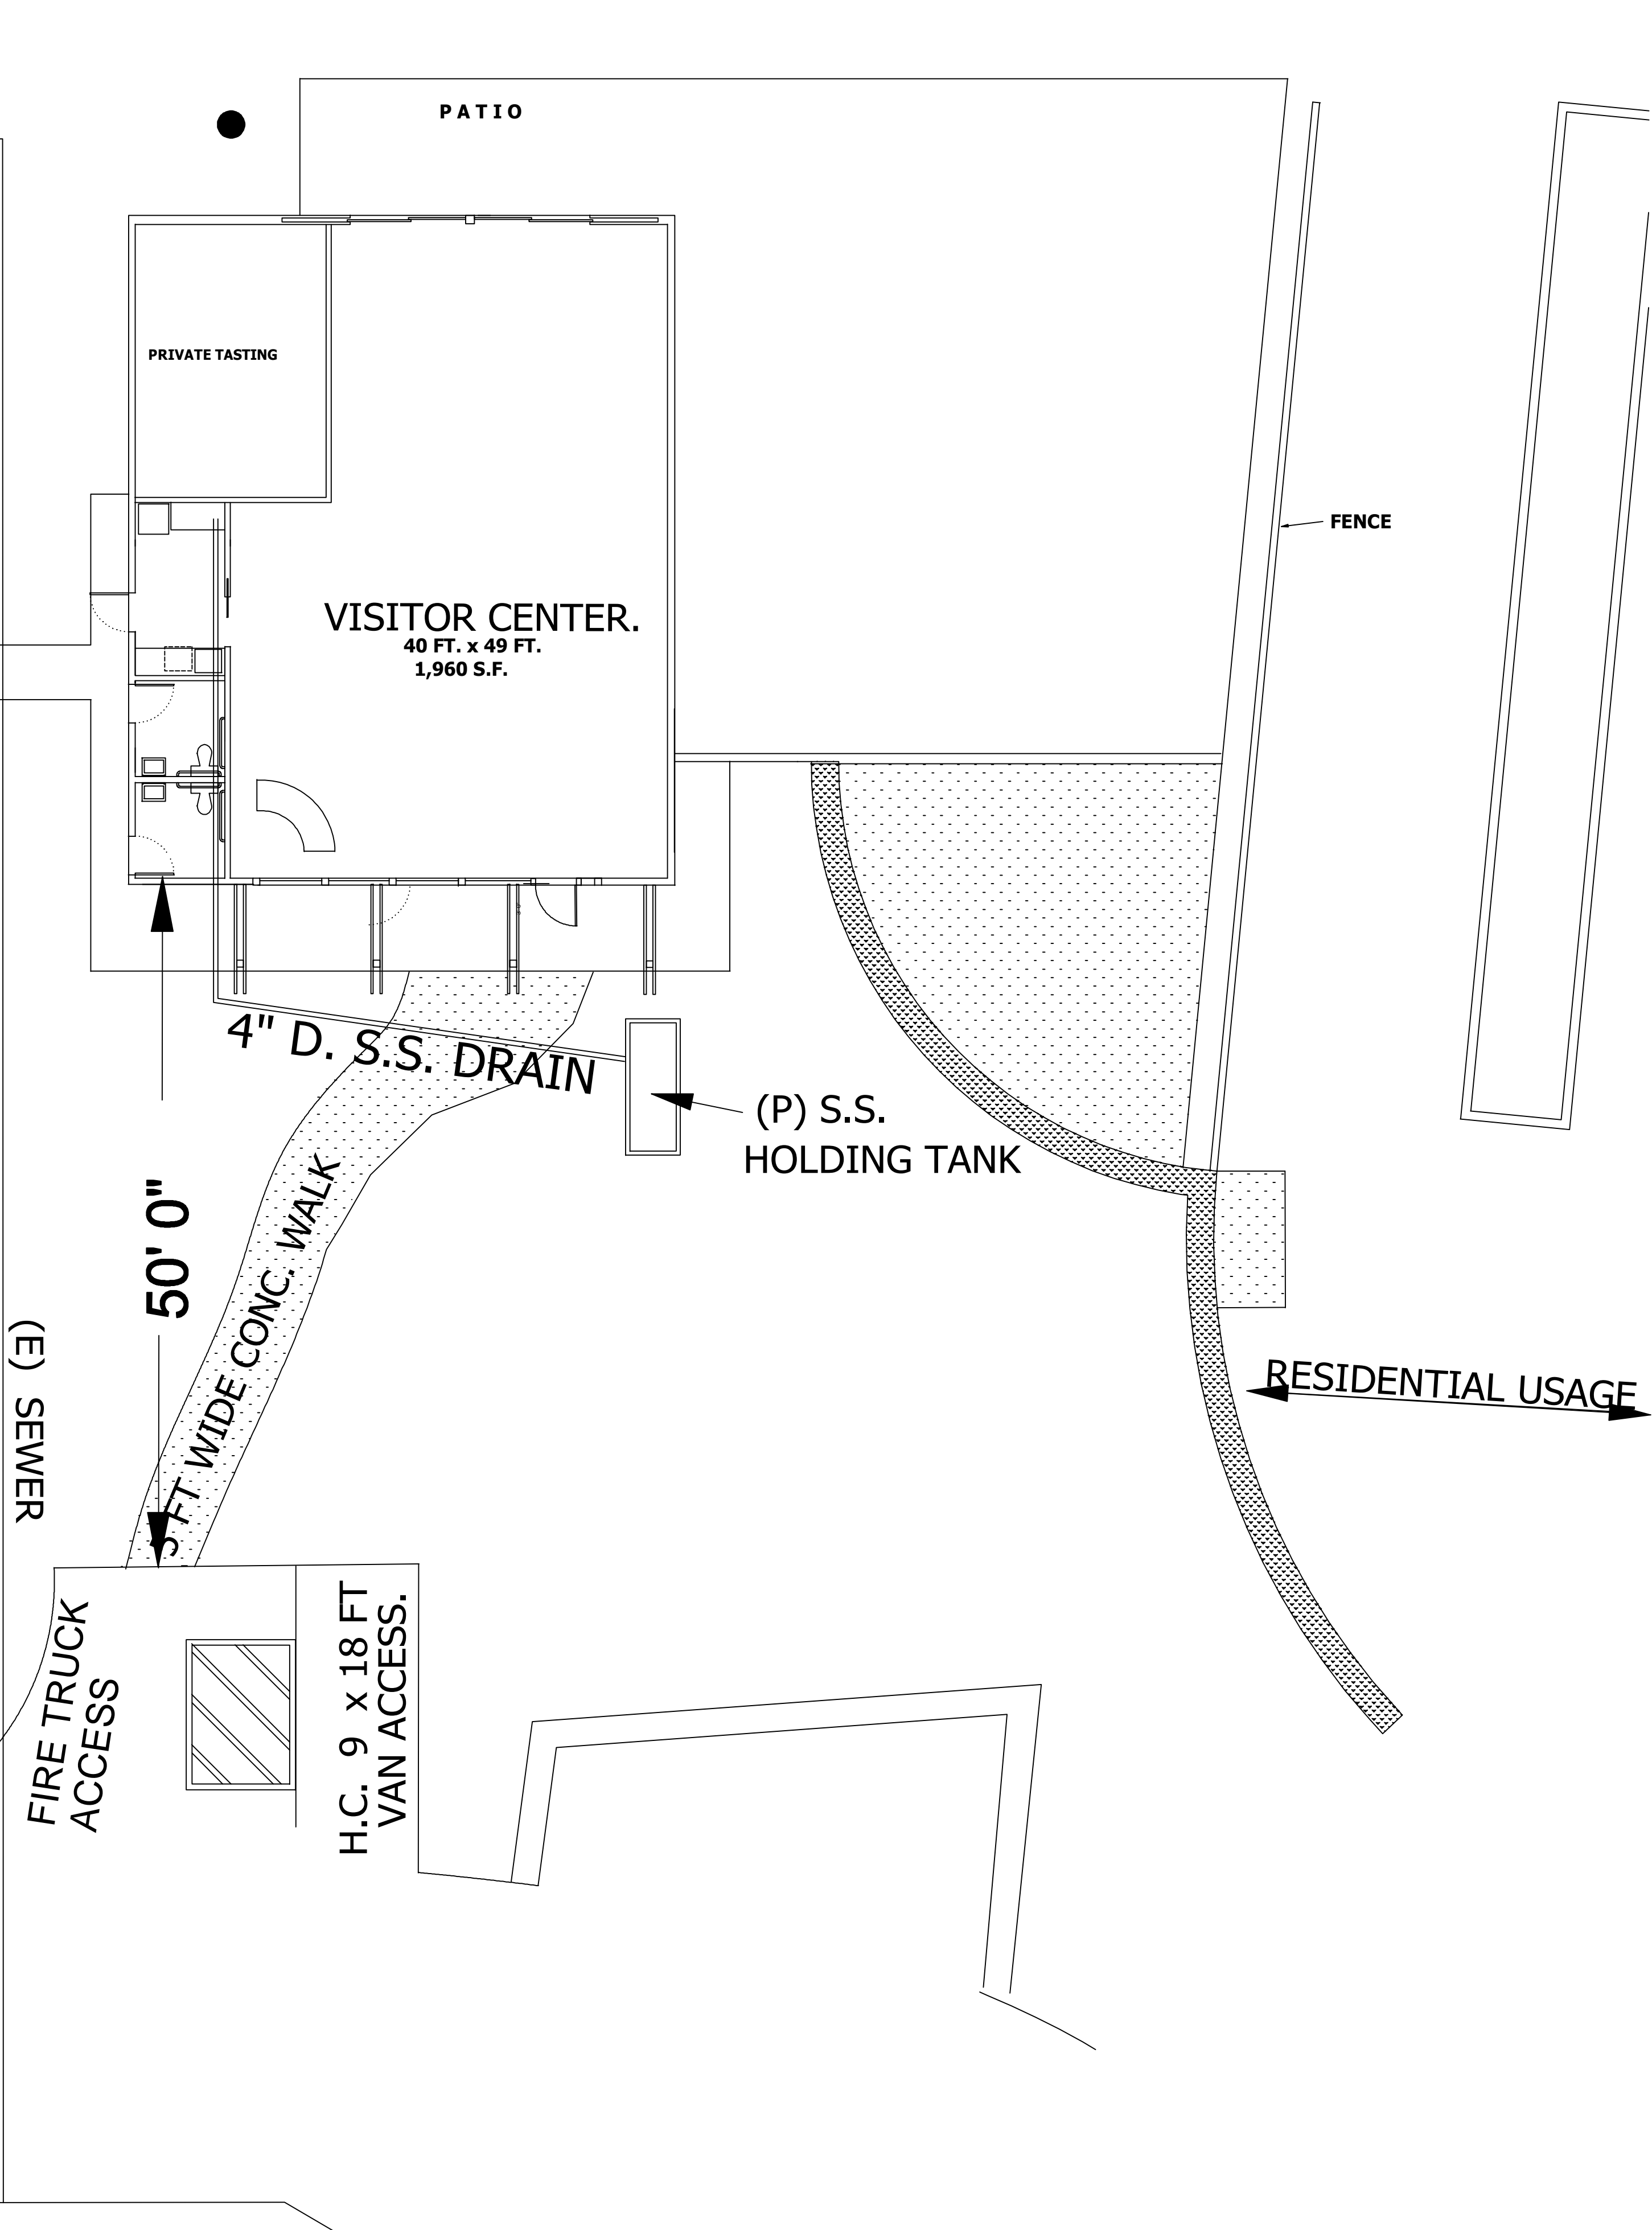 PATIO
PRIVATE TASTING
FENCE
VISITOR CENTER.
40 FT. x 49 FT.
1,960 S.F.
4" D. S.S. DRAIN
(P) S.S.
HOLDING TANK
5 FT WIDE CONC. WALK
50' 0"
(E) SEWER
RESIDENTIAL USAGE
FIRE TRUCK
ACCESS
H.C. 9 x 18 FT
VAN ACCESS.